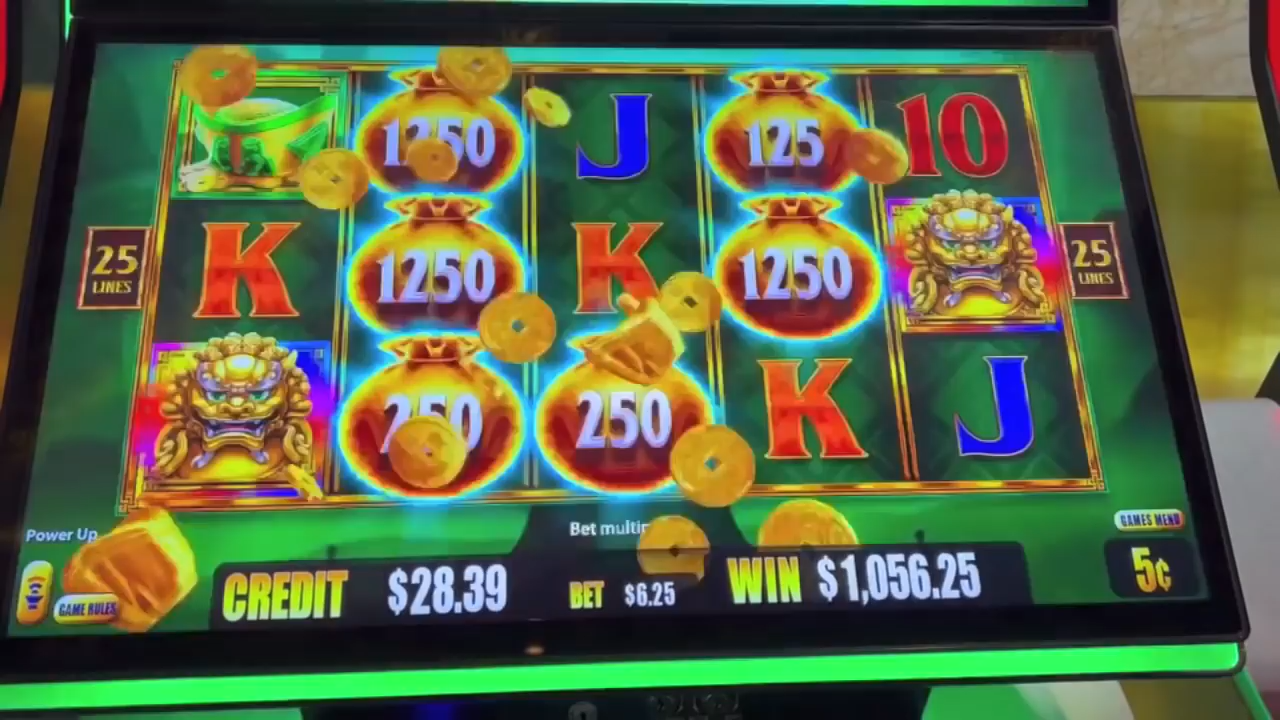 1250
J
125
10
25
LINES
K
1250
K
1250
25
LINES
250
250
K
J
Power Up
Bet
GAMES MENU
GAME RULES
CREDIT $28.39
BET $6.25
WIN $1,056.25
5¢